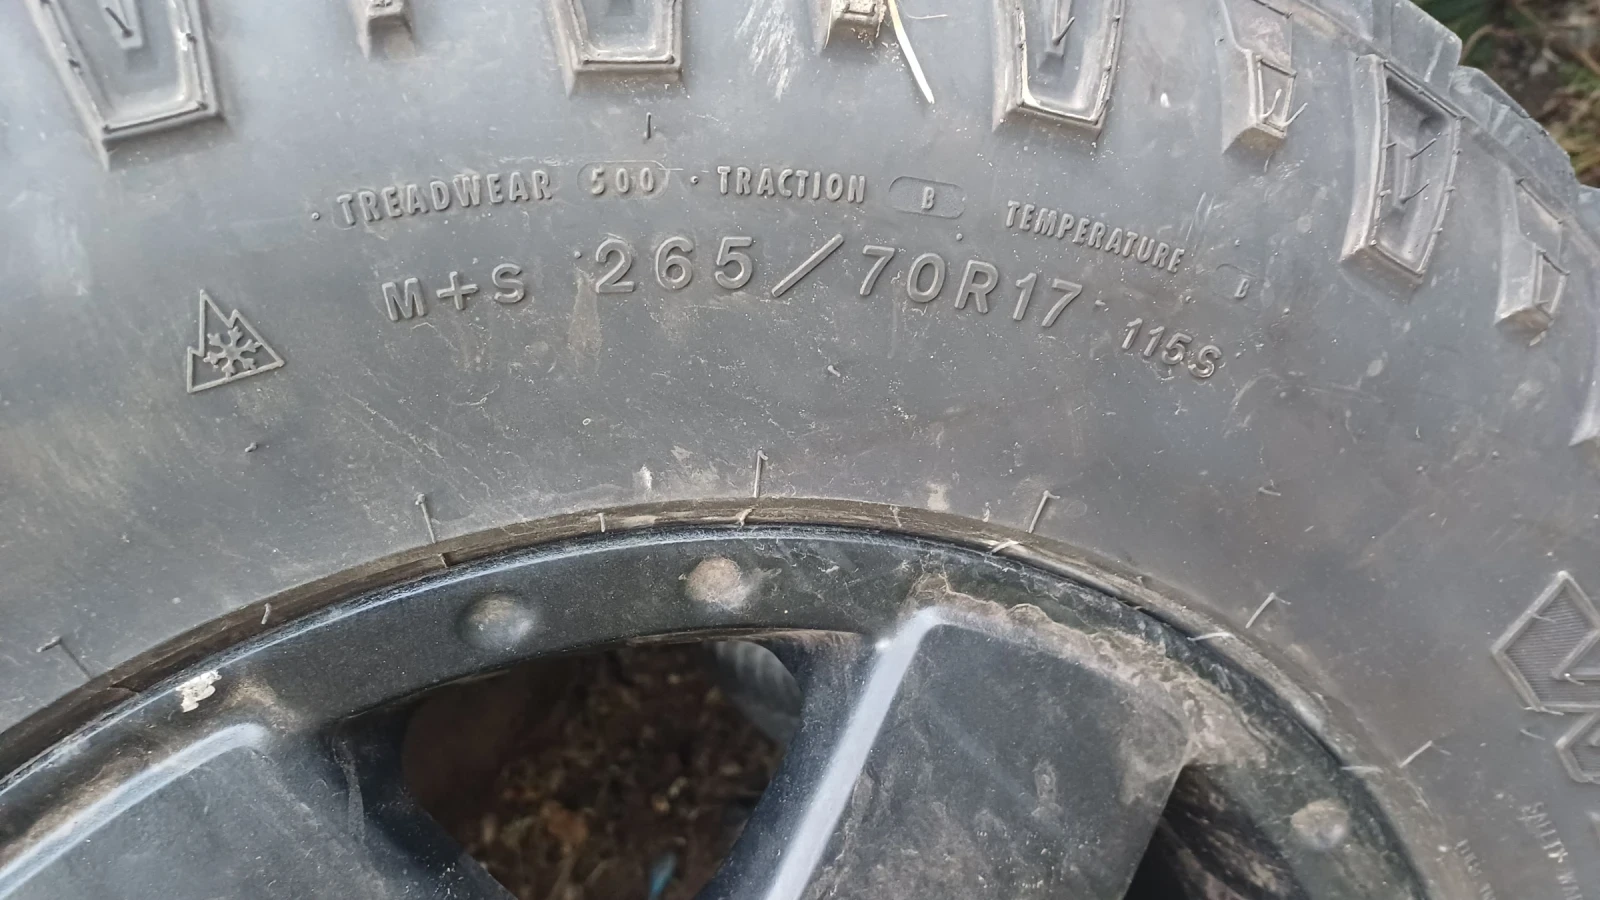 · TREADWEAR 500 · TRACTION B TEMPERATURE B
M+S 265/70R17 115S